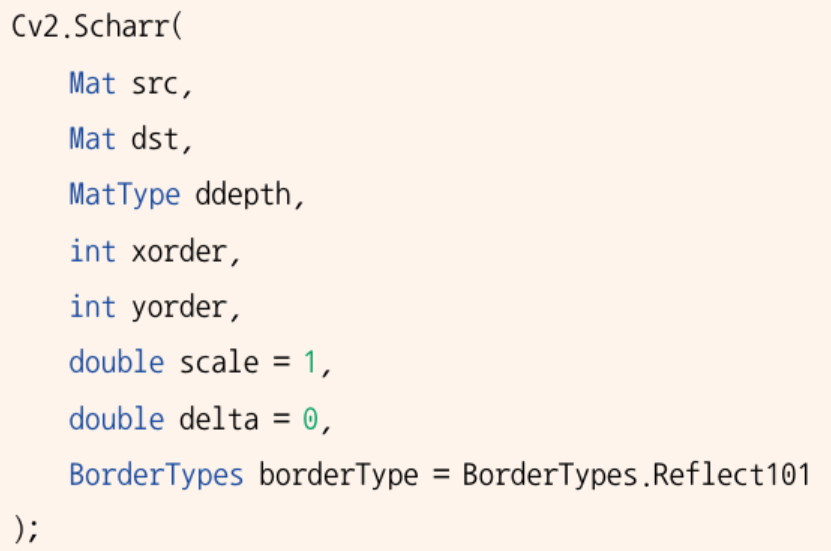 Cv2.Scharr(
    Mat src,
    Mat dst,
    MatType ddepth,
    int xorder,
    int yorder,
    double scale = 1,
    double delta = 0,
    BorderTypes borderType = BorderTypes.Reflect101
);